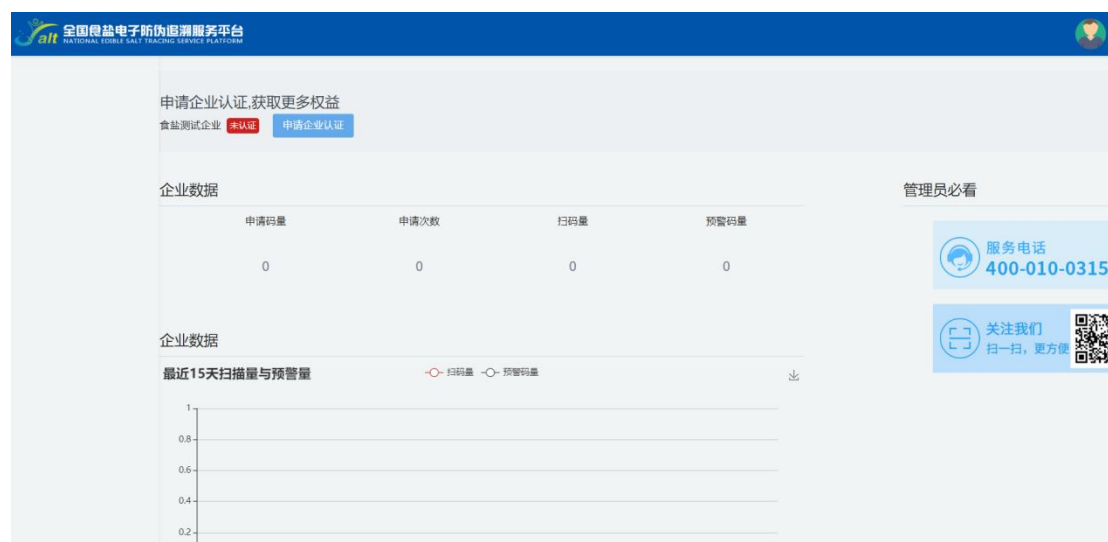 alt 全国食盐电子防伪追溯服务平台
NATIONAL EDIBLE SALT TRACING SERVICE PLATFORM
申请企业认证,获取更多权益
食盐测试企业 未认证 申请企业认证
企业数据
申请码量 申请次数 扫码量 预警码量
0 0 0 0
管理员必看
服务电话
400-010-0315
关注我们
扫一扫，更方便
企业数据
最近15天扫描量与预警量 扫码量 预警码量
1
0.8
0.6
0.4
0.2